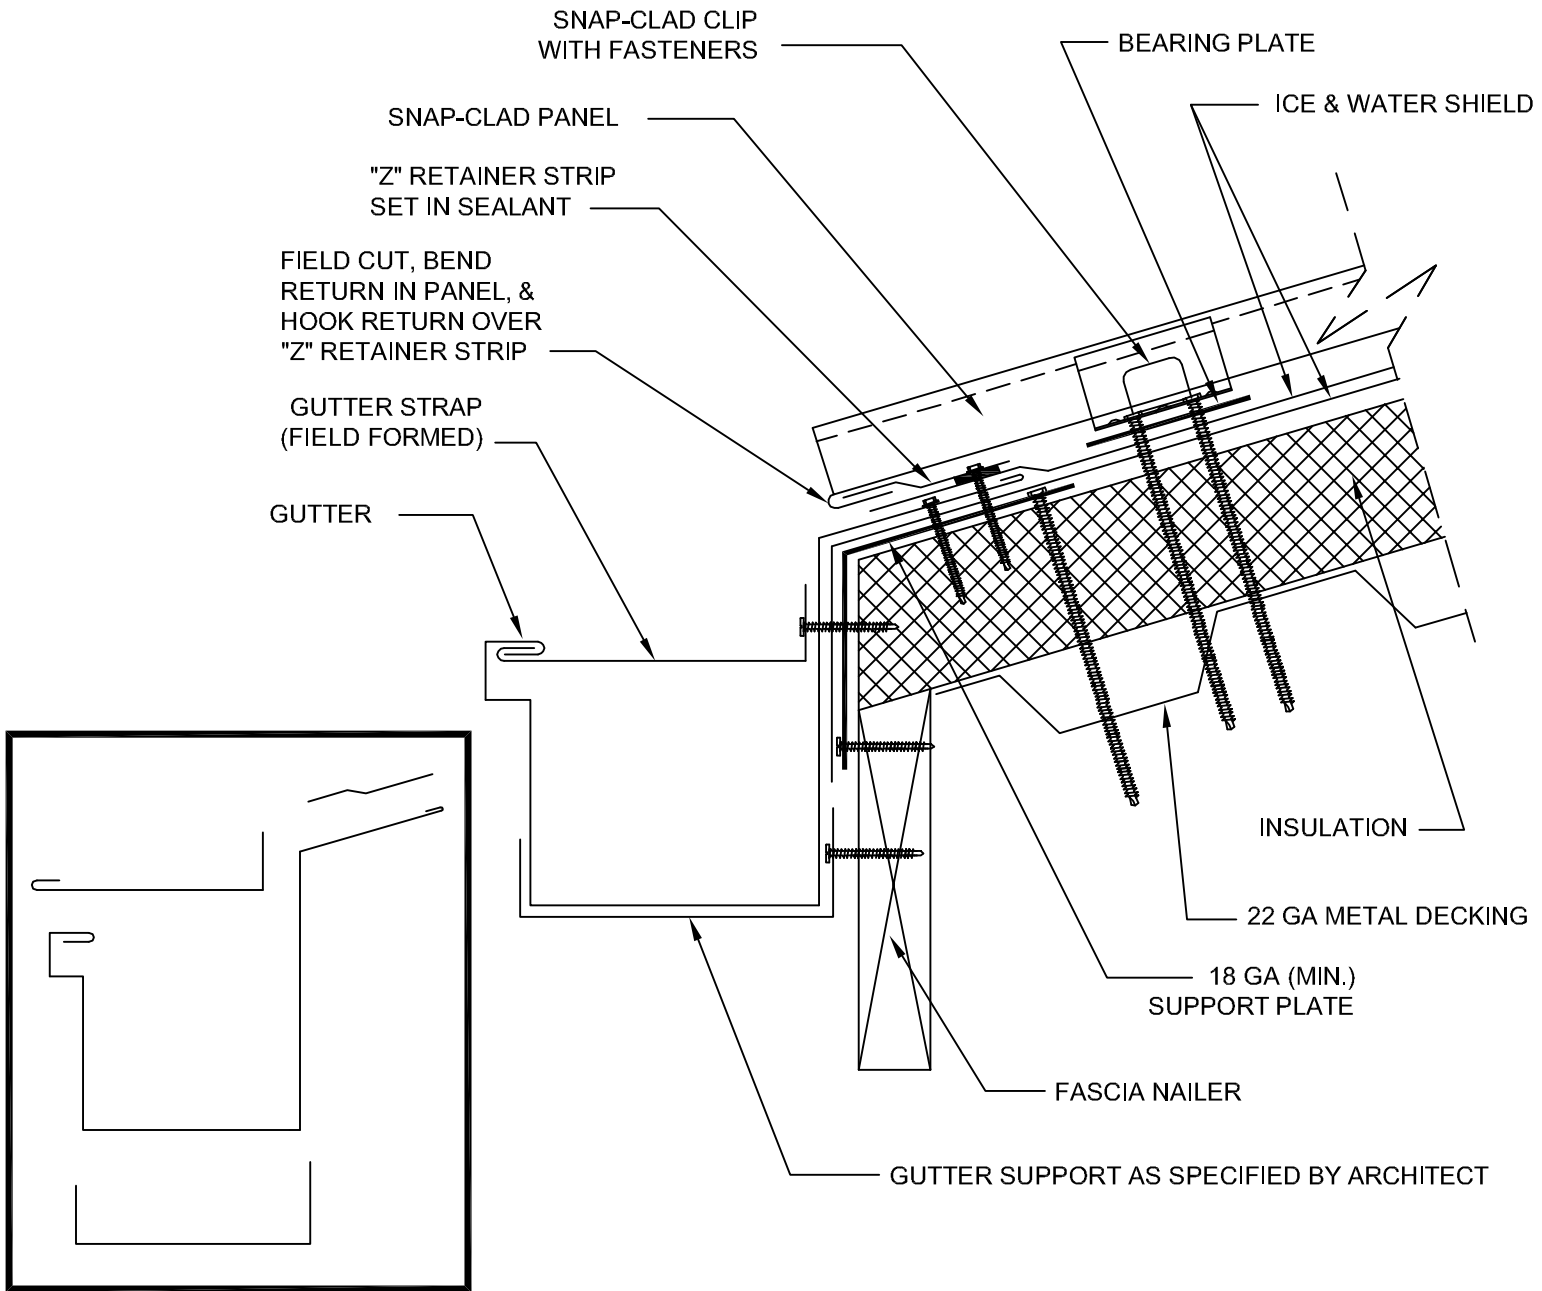 SNAP-CLAD CLIP
WITH FASTENERS
BEARING PLATE
ICE & WATER SHIELD
SNAP-CLAD PANEL
"Z" RETAINER STRIP
SET IN SEALANT
FIELD CUT, BEND
RETURN IN PANEL, &
HOOK RETURN OVER
"Z" RETAINER STRIP
GUTTER STRAP
(FIELD FORMED)
GUTTER
INSULATION
22 GA METAL DECKING
18 GA (MIN.)
SUPPORT PLATE
FASCIA NAILER
GUTTER SUPPORT AS SPECIFIED BY ARCHITECT